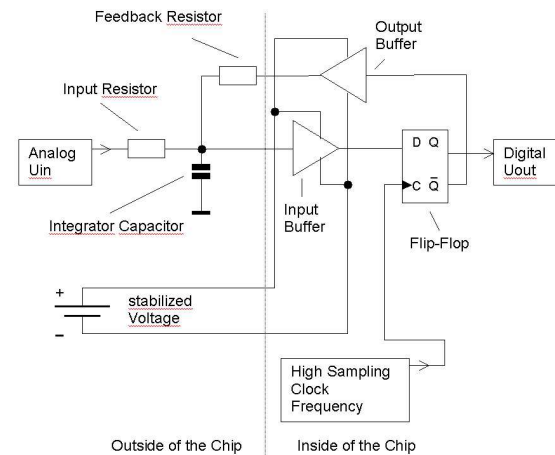 Feedback Resistor
Output
Buffer
Input Resistor
Analog
Uin
D Q
C Q̅
Digital
Uout
Integrator Capacitor
Input
Buffer
Flip-Flop
+
stabilized
Voltage
−
High Sampling
Clock
Frequency
Outside of the Chip
Inside of the Chip